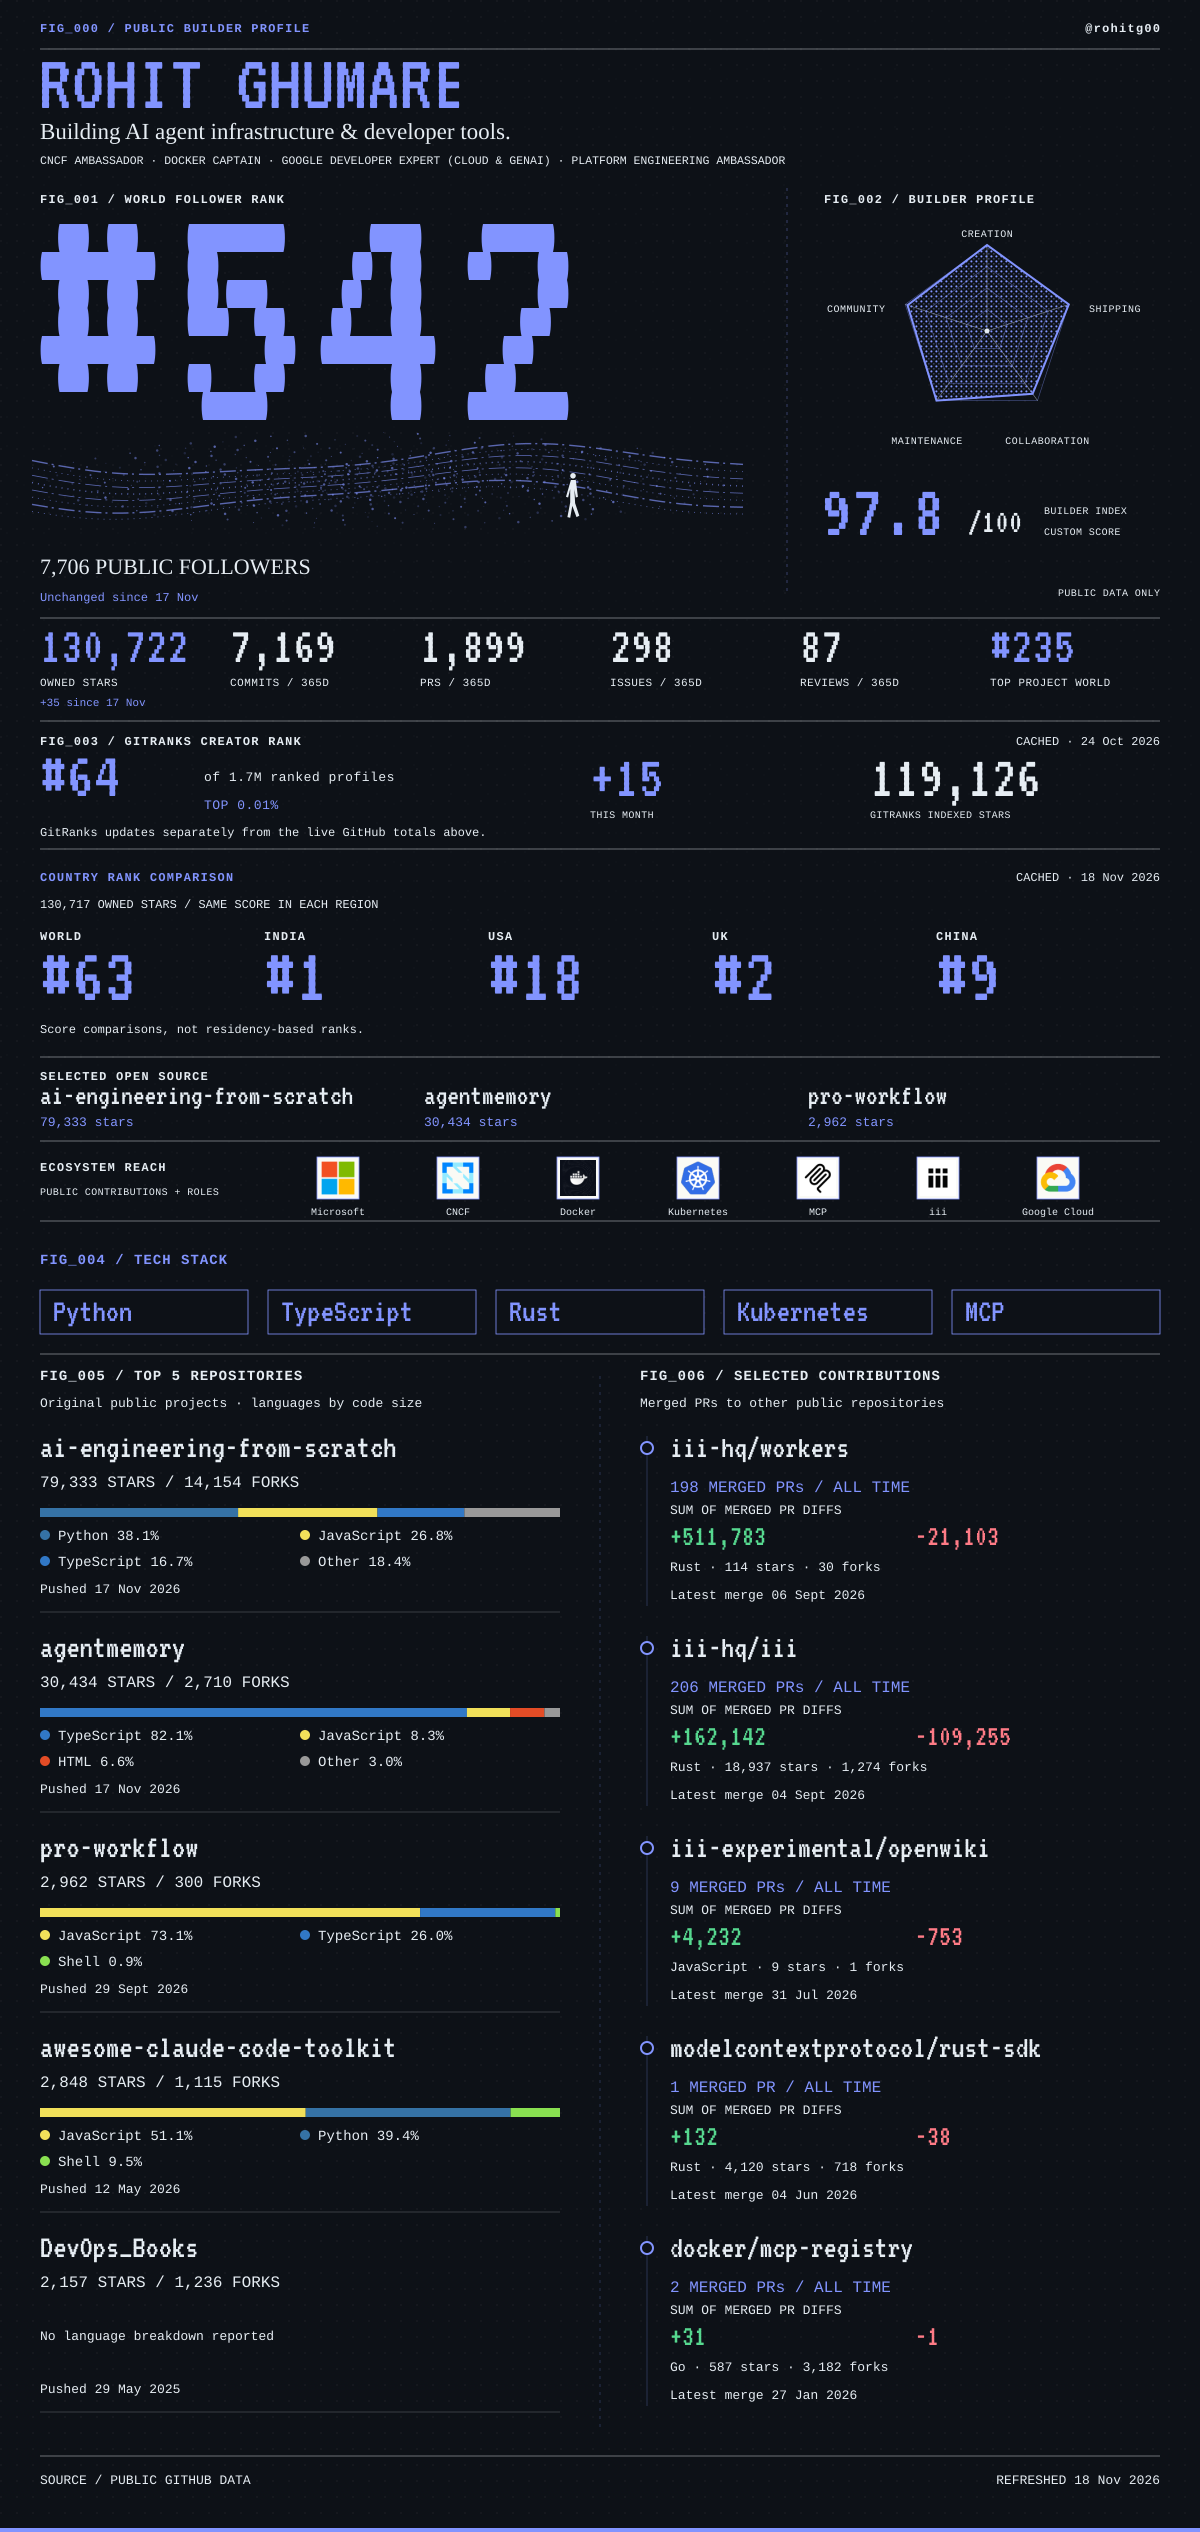 FIG_000 / PUBLIC BUILDER PROFILE
@rohitg00
ROHIT GHUMARE
Building AI agent infrastructure & developer tools.
CNCF AMBASSADOR · DOCKER CAPTAIN · GOOGLE DEVELOPER EXPERT (CLOUD & GENAI) · PLATFORM ENGINEERING AMBASSADOR
FIG_001 / WORLD FOLLOWER RANK
#542
7,706 PUBLIC FOLLOWERS
Unchanged since 17 Nov
FIG_002 / BUILDER PROFILE
CREATION
COMMUNITY
SHIPPING
MAINTENANCE
COLLABORATION
97.8 /100
BUILDER INDEX
CUSTOM SCORE
PUBLIC DATA ONLY
130,722
OWNED STARS
+35 since 17 Nov
7,169
COMMITS / 365D
1,899
PRS / 365D
298
ISSUES / 365D
87
REVIEWS / 365D
#235
TOP PROJECT WORLD
FIG_003 / GITRANKS CREATOR RANK
CACHED · 24 Oct 2026
#64
of 1.7M ranked profiles
TOP 0.01%
+15
THIS MONTH
119,126
GITRANKS INDEXED STARS
GitRanks updates separately from the live GitHub totals above.
COUNTRY RANK COMPARISON
CACHED · 18 Nov 2026
130,717 OWNED STARS / SAME SCORE IN EACH REGION
WORLD
#63
INDIA
#1
USA
#18
UK
#2
CHINA
#9
Score comparisons, not residency-based ranks.
SELECTED OPEN SOURCE
ai-engineering-from-scratch
79,333 stars
agentmemory
30,434 stars
pro-workflow
2,962 stars
ECOSYSTEM REACH
PUBLIC CONTRIBUTIONS + ROLES
Microsoft
CNCF
Docker
Kubernetes
MCP
iii
Google Cloud
FIG_004 / TECH STACK
Python
TypeScript
Rust
Kubernetes
MCP
FIG_005 / TOP 5 REPOSITORIES
Original public projects · languages by code size
ai-engineering-from-scratch
79,333 STARS / 14,154 FORKS
Python 38.1%
JavaScript 26.8%
TypeScript 16.7%
Other 18.4%
Pushed 17 Nov 2026
agentmemory
30,434 STARS / 2,710 FORKS
TypeScript 82.1%
JavaScript 8.3%
HTML 6.6%
Other 3.0%
Pushed 17 Nov 2026
pro-workflow
2,962 STARS / 300 FORKS
JavaScript 73.1%
TypeScript 26.0%
Shell 0.9%
Pushed 29 Sept 2026
awesome-claude-code-toolkit
2,848 STARS / 1,115 FORKS
JavaScript 51.1%
Python 39.4%
Shell 9.5%
Pushed 12 May 2026
DevOps_Books
2,157 STARS / 1,236 FORKS
No language breakdown reported
Pushed 29 May 2025
FIG_006 / SELECTED CONTRIBUTIONS
Merged PRs to other public repositories
iii-hq/workers
198 MERGED PRs / ALL TIME
SUM OF MERGED PR DIFFS
+511,783
-21,103
Rust · 114 stars · 30 forks
Latest merge 06 Sept 2026
iii-hq/iii
206 MERGED PRs / ALL TIME
SUM OF MERGED PR DIFFS
+162,142
-109,255
Rust · 18,937 stars · 1,274 forks
Latest merge 04 Sept 2026
iii-experimental/openwiki
9 MERGED PRs / ALL TIME
SUM OF MERGED PR DIFFS
+4,232
-753
JavaScript · 9 stars · 1 forks
Latest merge 31 Jul 2026
modelcontextprotocol/rust-sdk
1 MERGED PR / ALL TIME
SUM OF MERGED PR DIFFS
+132
-38
Rust · 4,120 stars · 718 forks
Latest merge 04 Jun 2026
docker/mcp-registry
2 MERGED PRs / ALL TIME
SUM OF MERGED PR DIFFS
+31
-1
Go · 587 stars · 3,182 forks
Latest merge 27 Jan 2026
SOURCE / PUBLIC GITHUB DATA
REFRESHED 18 Nov 2026